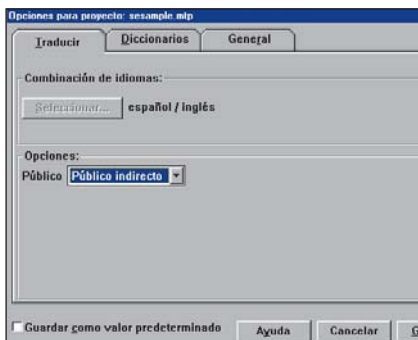 Opciones para proyecto: sesample.mlp
Traducir Diccionarios General
Combinación de idiomas:
Seleccionar... español / inglés
Opciones:
Público Público indirecto
Guardar como valor predeterminado Ayuda Cancelar G